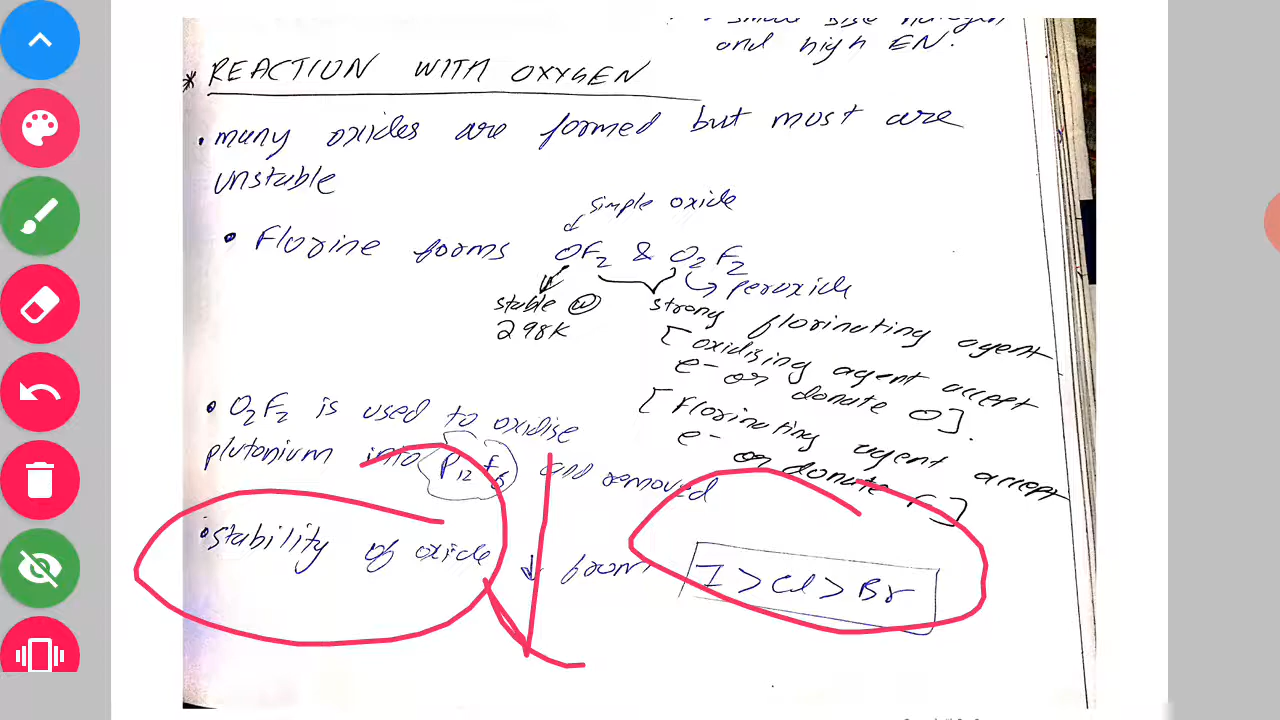 and high EN.
* REACTION WITH OXYGEN
• many oxides are formed but most are
unstable
simple oxide
• Florine forms OF2 & O2F2
peroxide
stable @
298K
strong florinating agent
[oxidising agent accept
e- or donate O].
[Florinating agent accept
e-
or donate F]
• O2F2 is used to oxidise
plutonium into P12F6 and removed
• stability of oxide ↓ from
I > Cl > Br